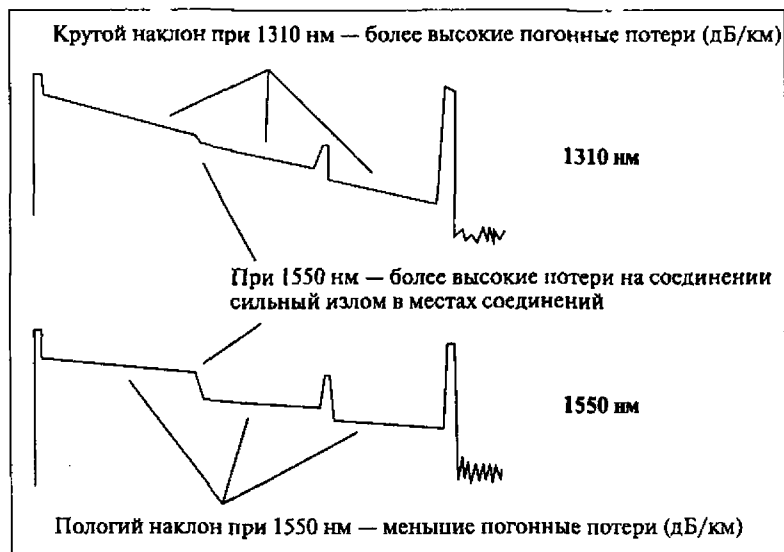 Крутой наклон при 1310 нм — более высокие погонные потери (дБ/км)
1310 нм
При 1550 нм — более высокие потери на соединении
сильный излом в местах соединений
1550 нм
Пологий наклон при 1550 нм — меньшие погонные потери (дБ/км)